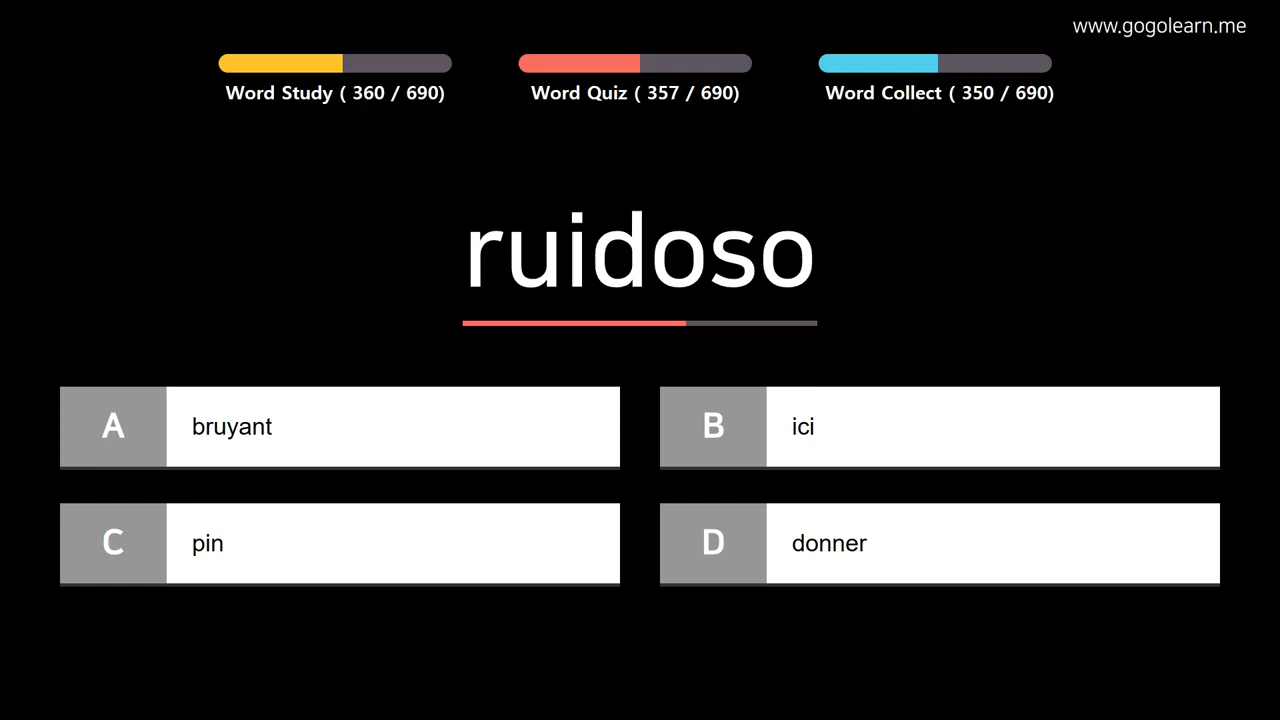 www.gogolearn.me
Word Study ( 360 / 690)
Word Quiz ( 357 / 690)
Word Collect ( 350 / 690)
ruidoso
A bruyant
B ici
C pin
D donner